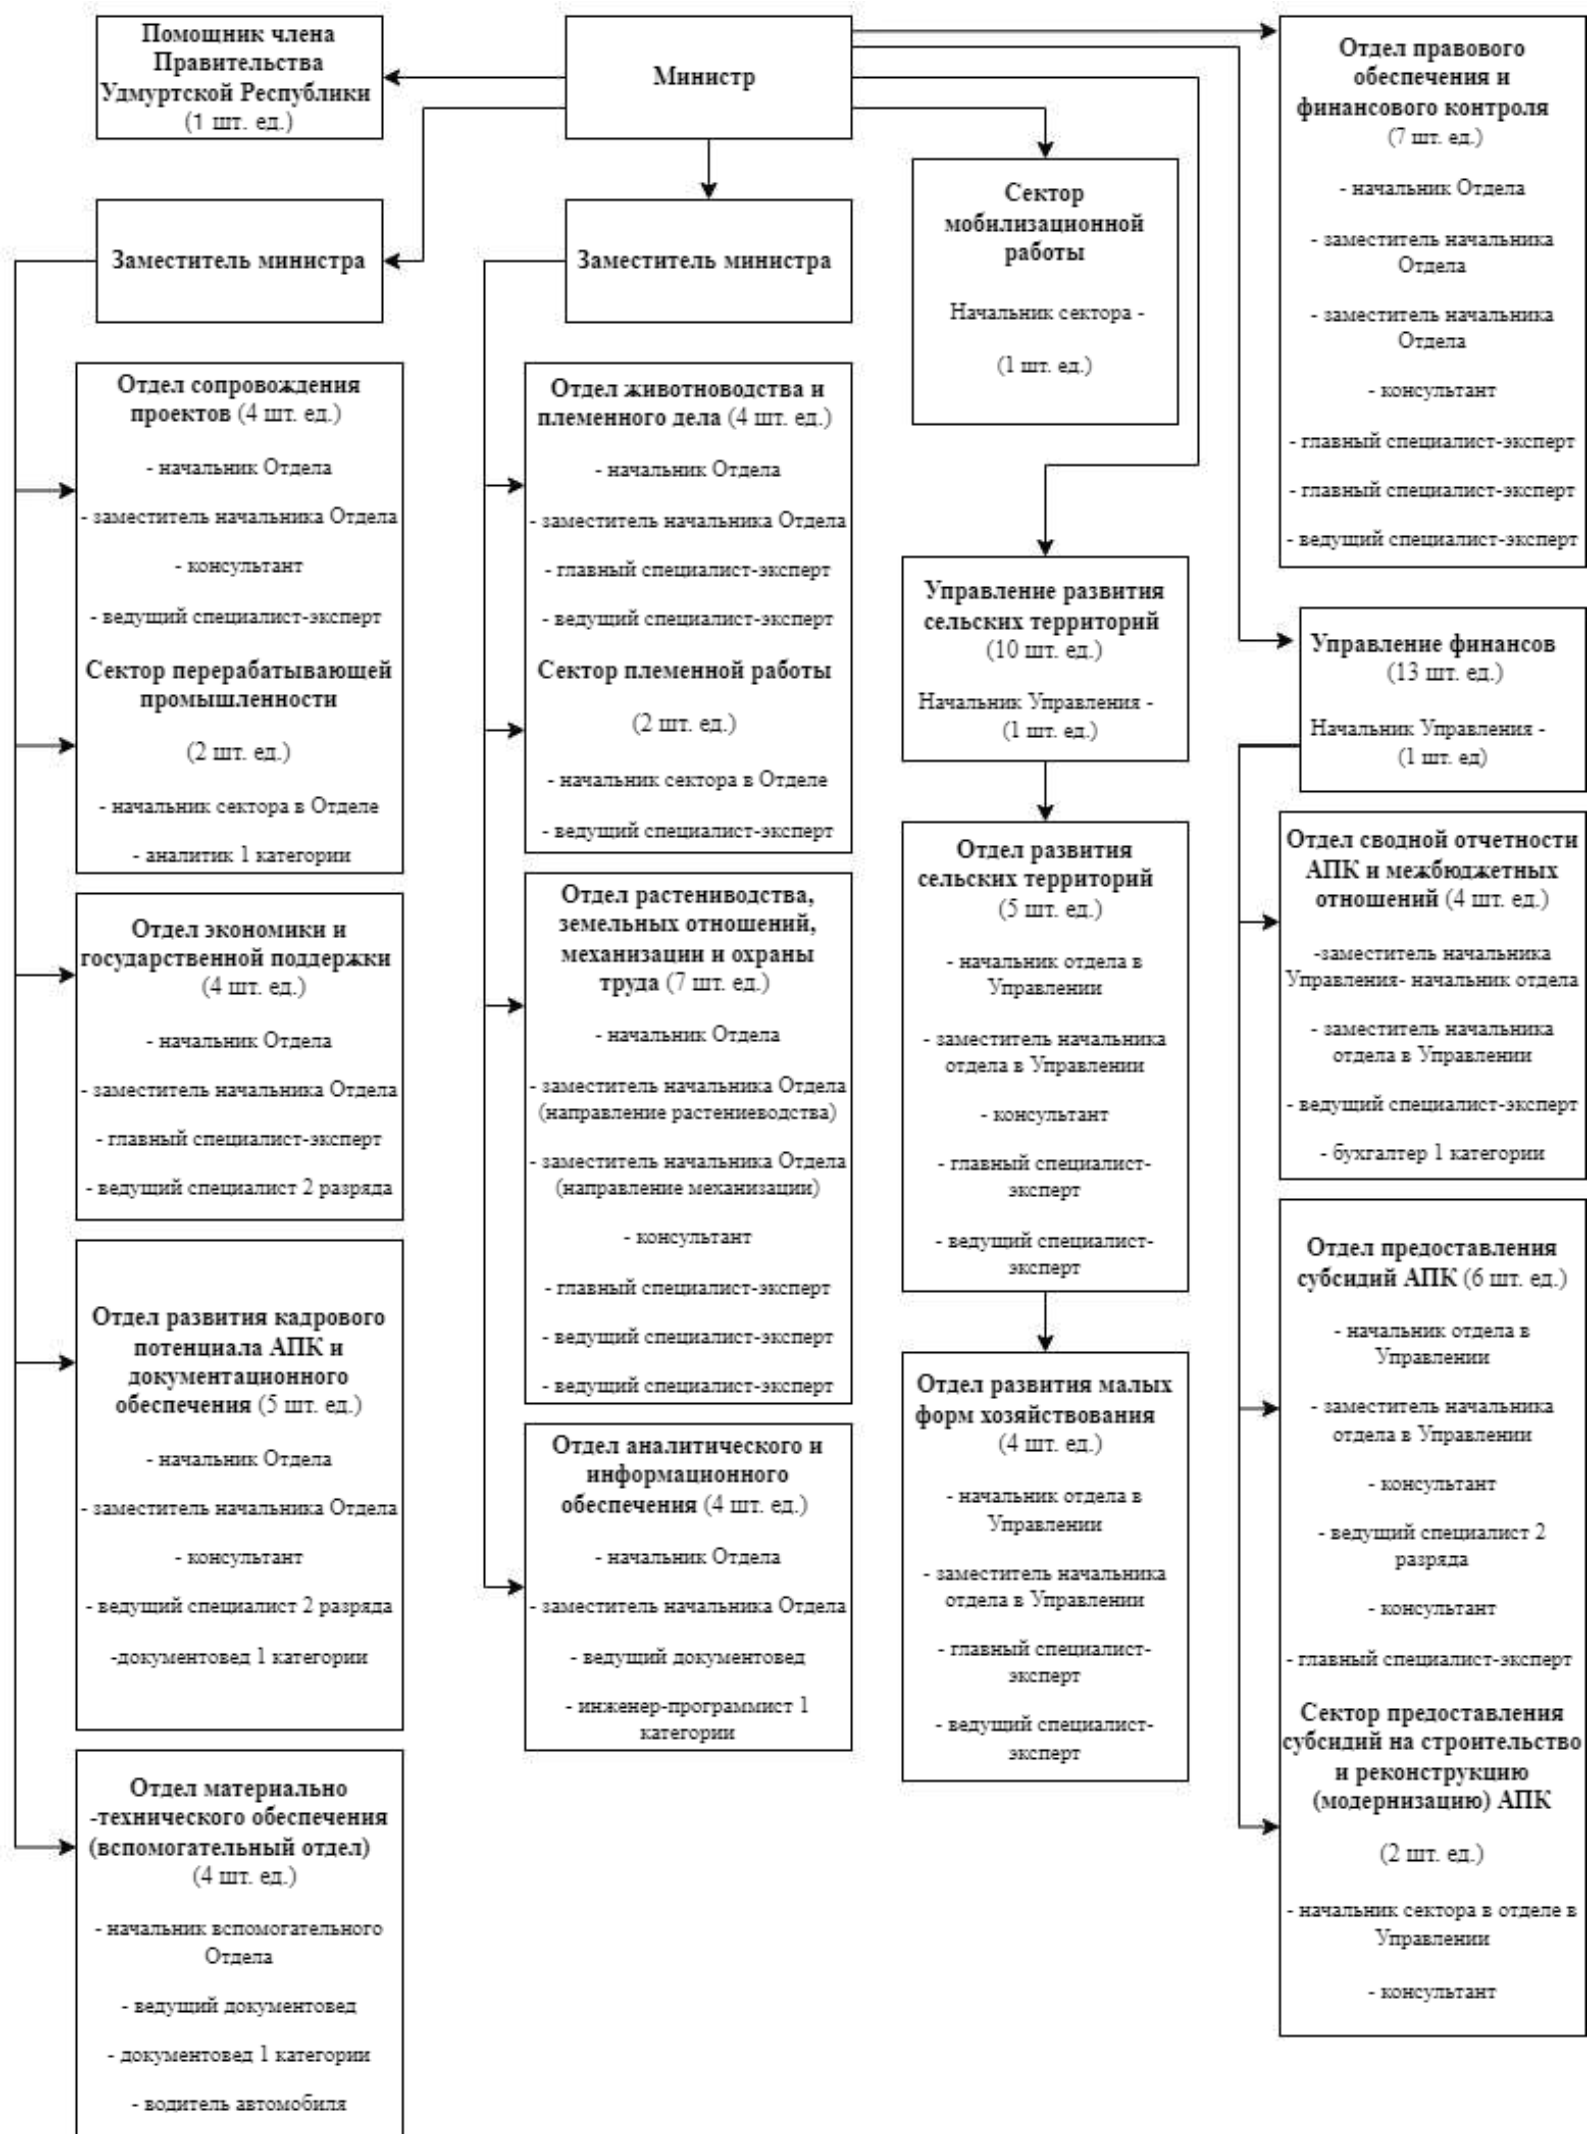 Помощник члена
Правительства
Удмуртской Республики
(1 шт. ед.)
Министр
Заместитель министра
Заместитель министра
Отдел сопровождения
проектов (4 шт. ед.)
- начальник Отдела
- заместитель начальника Отдела
- консультант
- ведущий специалист-эксперт
Сектор перерабатывающей
промышленности
(2 шт. ед.)
- начальник сектора в Отделе
- аналитик 1 категории
Отдел экономики и
государственной поддержки
(4 шт. ед.)
- начальник Отдела
- заместитель начальника Отдела
- главный специалист-эксперт
- ведущий специалист 2 разряда
Отдел развития кадрового
потенциала АПК и
документационного
обеспечения (5 шт. ед.)
- начальник Отдела
- заместитель начальника Отдела
- консультант
- ведущий специалист 2 разряда
-документовед 1 категории
Отдел материально
-технического обеспечения
(вспомогательный отдел)
(4 шт. ед.)
- начальник вспомогательного
Отдела
- ведущий документовед
- документовед 1 категории
- водитель автомобиля
Отдел животноводства и
племенного дела (4 шт. ед.)
- начальник Отдела
- заместитель начальника Отдела
- главный специалист-эксперт
- ведущий специалист-эксперт
Сектор племенной работы
(2 шт. ед.)
- начальник сектора в Отделе
- ведущий специалист-эксперт
Отдел растениводства,
земельных отношений,
механизации и охраны
труда (7 шт. ед.)
- начальник Отдела
- заместитель начальника Отдела
(направление растениеводства)
- заместитель начальника Отдела
(направление механизации)
- консультант
- главный специалист-эксперт
- ведущий специалист-эксперт
- ведущий специалист-эксперт
Отдел аналитического и
информационного
обеспечения (4 шт. ед.)
- начальник Отдела
- заместитель начальника Отдела
- ведущий документовед
- инженер-программист 1
категории
Сектор
мобилизационной
работы
Начальник сектора -
(1 шт. ед.)
Управление развития
сельских территорий
(10 шт. ед.)
Начальник Управления -
(1 шт. ед.)
Отдел развития
сельских территорий
(5 шт. ед.)
- начальник отдела в
Управлении
- заместитель начальника
отдела в Управлении
- консультант
- главный специалист-
эксперт
- ведущий специалист-
эксперт
Отдел развития малых
форм хозяйствования
(4 шт. ед.)
- начальник отдела в
Управлении
- заместитель начальника
отдела в Управлении
- главный специалист-
эксперт
- ведущий специалист-
эксперт
Отдел правового
обеспечения и
финансового контроля
(7 шт. ед.)
- начальник Отдела
- заместитель начальника
Отдела
- заместитель начальника
Отдела
- консультант
- главный специалист-эксперт
- главный специалист-эксперт
- ведущий специалист-эксперт
Управление финансов
(13 шт. ед.)
Начальник Управления -
(1 шт. ед)
Отдел сводной отчетности
АПК и межбюджетных
отношений (4 шт. ед.)
-заместитель начальника
Управления- начальник отдела
- заместитель начальника
отдела в Управлении
- ведущий специалист-эксперт
- бухгалтер 1 категории
Отдел предоставления
субсидий АПК (6 шт. ед.)
- начальник отдела в
Управлении
- заместитель начальника
отдела в Управлении
- консультант
- ведущий специалист 2
разряда
- консультант
- главный специалист-эксперт
Сектор предоставления
субсидий на строительство
и реконструкцию
(модернизацию) АПК
(2 шт. ед.)
- начальник сектора в отделе в
Управлении
- консультант